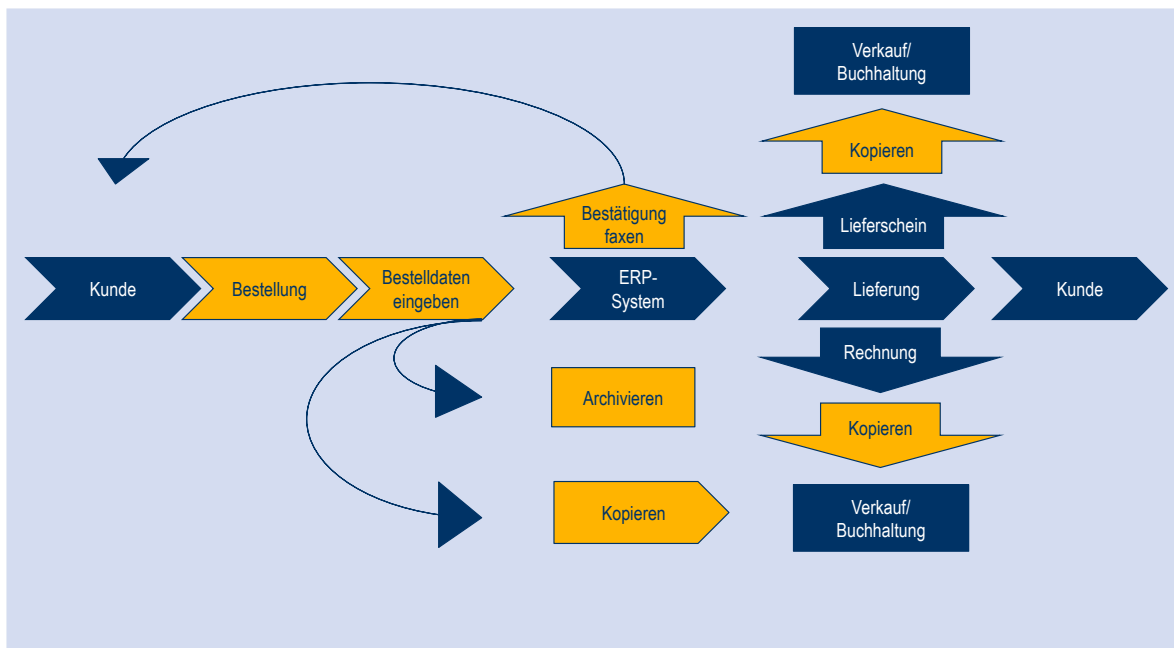 Verkauf/
Buchhaltung
Kopieren
Bestätigung
faxen
Lieferschein
Kunde
Bestellung
Bestelldaten
eingeben
ERP-
System
Lieferung
Kunde
Rechnung
Archivieren
Kopieren
Kopieren
Verkauf/
Buchhaltung